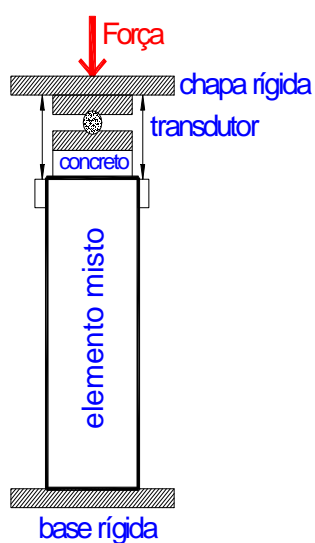 Força
chapa rígida
transdutor
concreto
elemento misto
base rígida